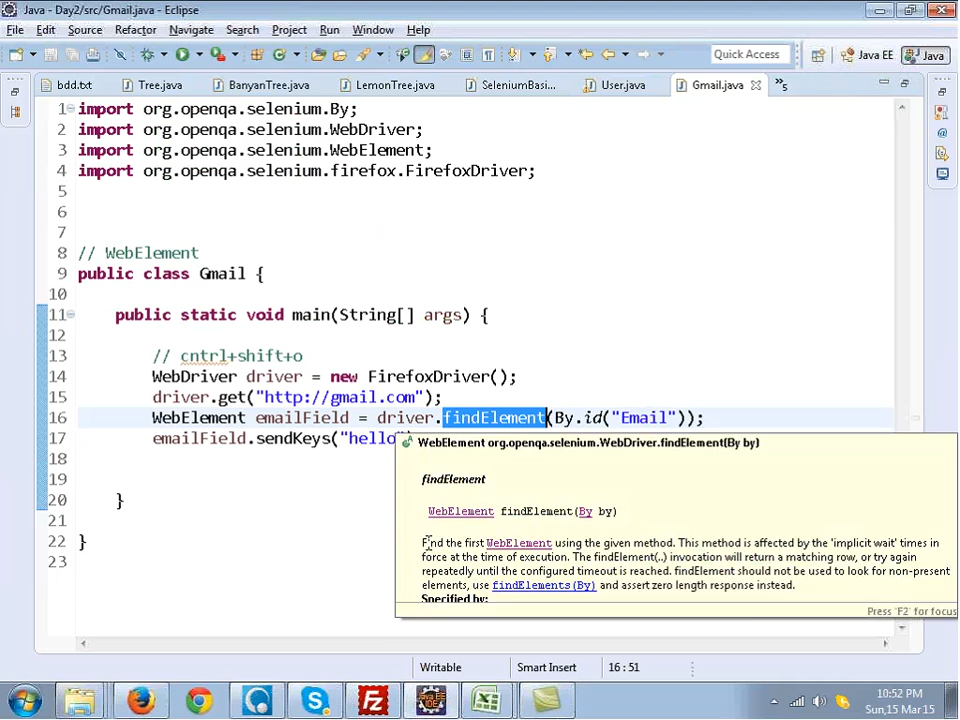 Java - Day2/src/Gmail.java - Eclipse
File Edit Source Refactor Navigate Search Project Run Window Help
Quick Access Java EE Java
bdd.txt Tree.java BanyanTree.java LemonTree.java SeleniumBasi... User.java Gmail.java »5
1 import org.openqa.selenium.By;
2 import org.openqa.selenium.WebDriver;
3 import org.openqa.selenium.WebElement;
4 import org.openqa.selenium.firefox.FirefoxDriver;
5
6
7
8 // WebElement
9 public class Gmail {
10
11 public static void main(String[] args) {
12
13 // cntrl+shift+o
14 WebDriver driver = new FirefoxDriver();
15 driver.get("http://gmail.com");
16 WebElement emailField = driver.findElement(By.id("Email"));
17 emailField.sendKeys("hello"
18
19
20 }
21
22 }
23
WebElement org.openqa.selenium.WebDriver.findElement(By by)
findElement
WebElement findElement(By by)
Find the first WebElement using the given method. This method is affected by the 'implicit wait' times in
force at the time of execution. The findElement(..) invocation will return a matching row, or try again
repeatedly until the configured timeout is reached. findElement should not be used to look for non-present
elements, use findElements(By) and assert zero length response instead.
Specified by:
Press 'F2' for focus
Writable Smart Insert 16 : 51
10:52 PM
Sun,15 Mar 15